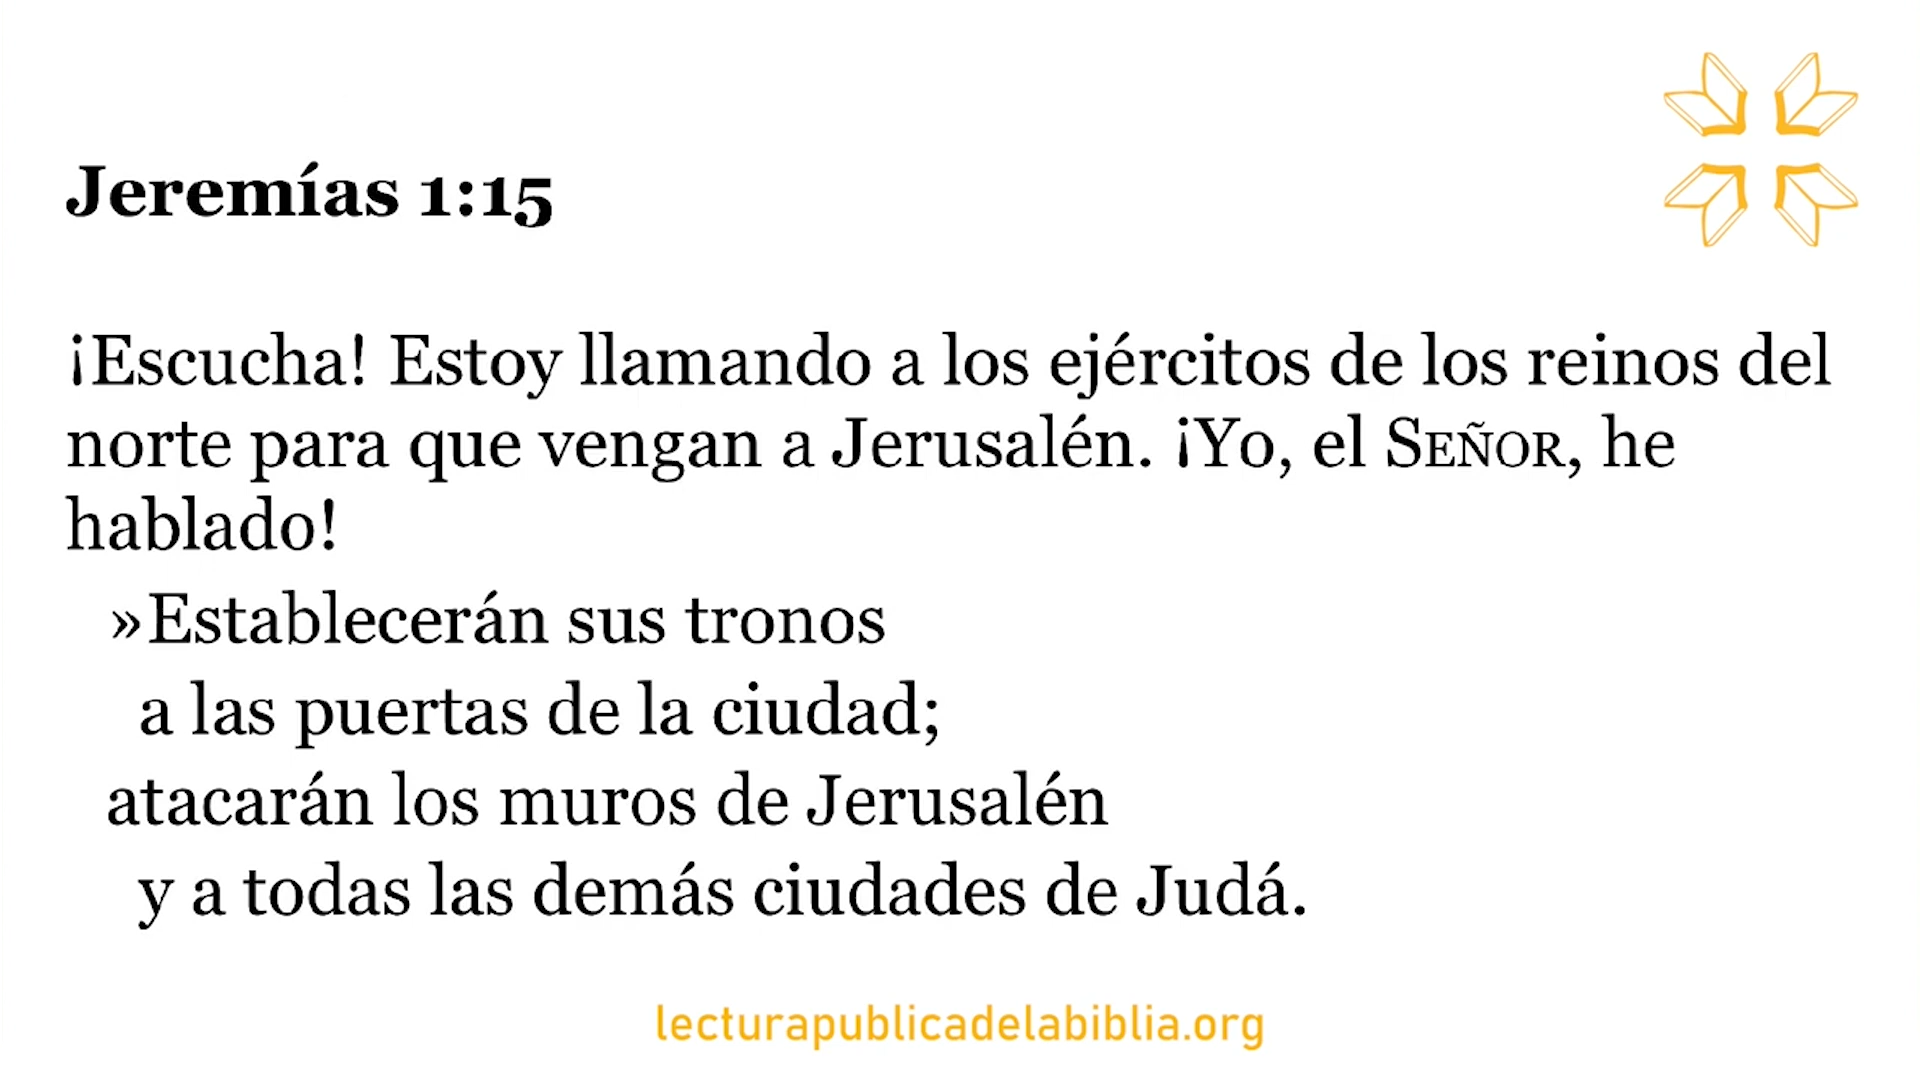 Jeremías 1:15
¡Escucha! Estoy llamando a los ejércitos de los reinos del
norte para que vengan a Jerusalén. ¡Yo, el SEÑOR, he
hablado!
»Establecerán sus tronos
a las puertas de la ciudad;
atacarán los muros de Jerusalén
y a todas las demás ciudades de Judá.
lecturapublicadelabiblia.org